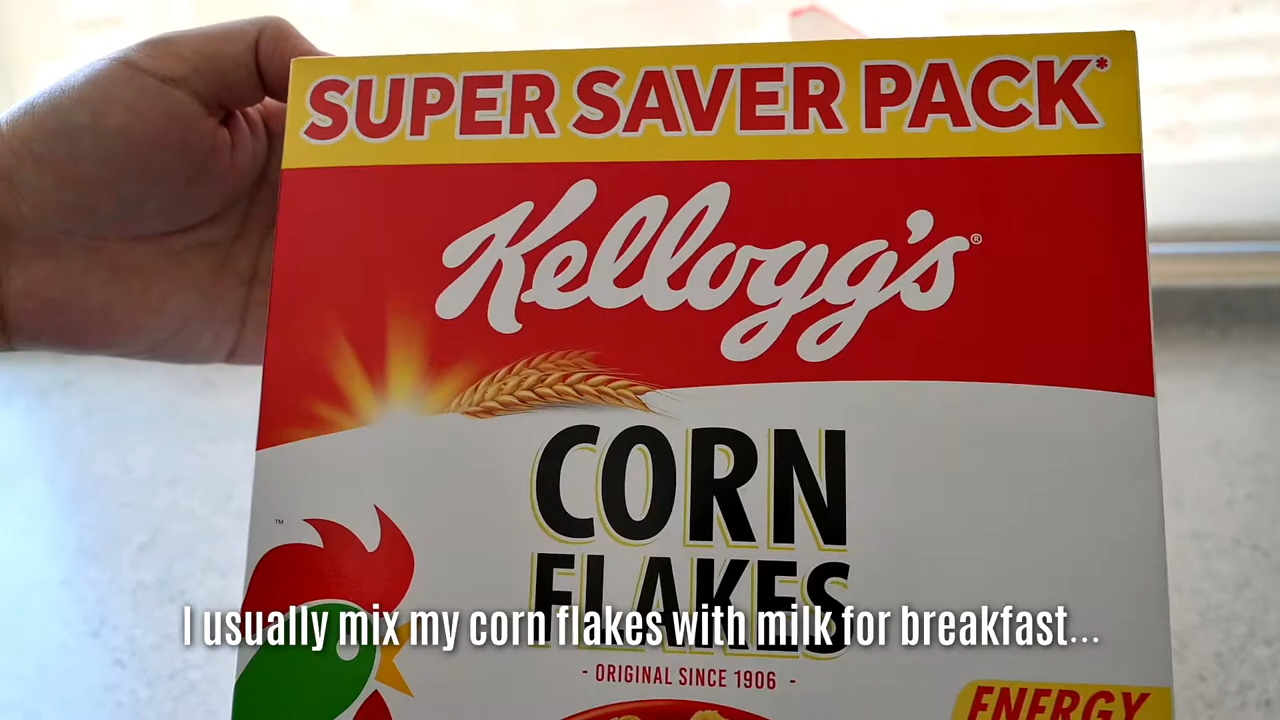 SUPER SAVER PACK*
Kellogg's®
CORN
FLAKES
™
I usually mix my corn flakes with milk for breakfast...
- ORIGINAL SINCE 1906 -
ENERGY